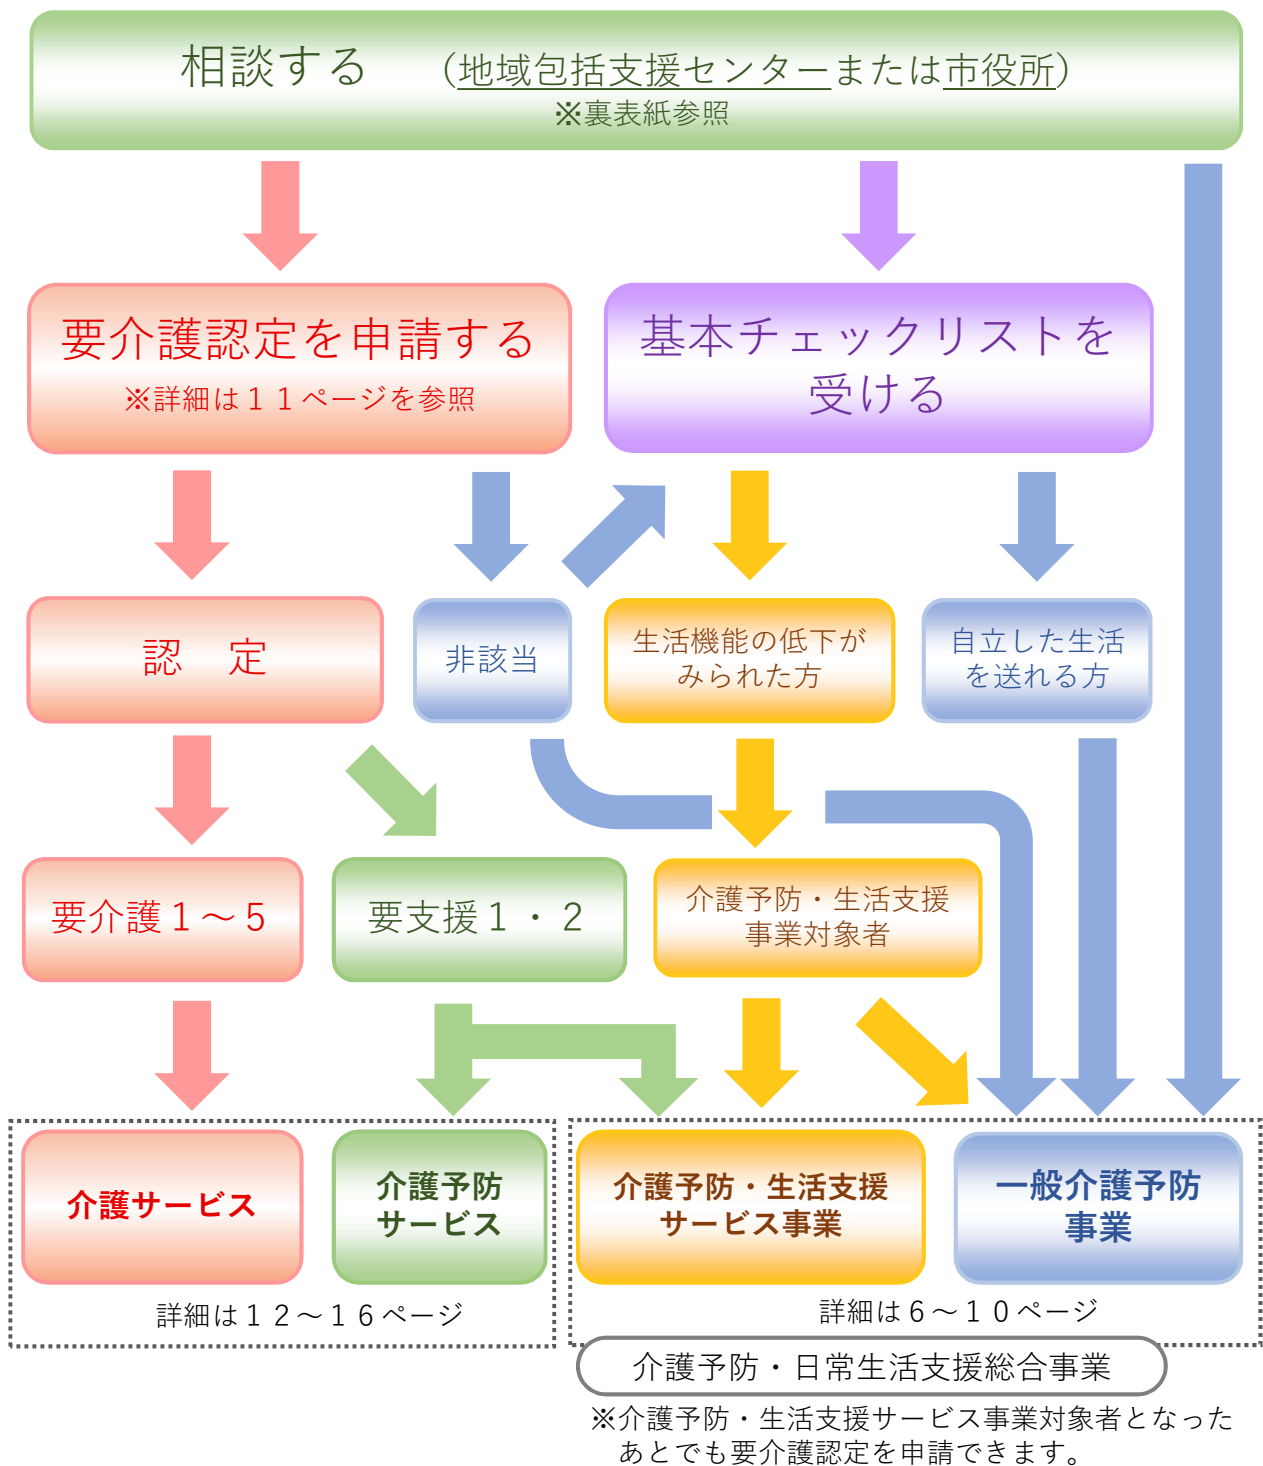 相談する （地域包括支援センターまたは市役所）
※裏表紙参照
要介護認定を申請する
※詳細は１１ページを参照
基本チェックリストを
受ける
認　定
非該当
生活機能の低下が
みられた方
自立した生活
を送れる方
要介護１～５
要支援１・２
介護予防・生活支援
事業対象者
介護サービス
介護予防
サービス
介護予防・生活支援
サービス事業
一般介護予防
事業
詳細は１２～１６ページ
詳細は６～１０ページ
介護予防・日常生活支援総合事業
※介護予防・生活支援サービス事業対象者となった
あとでも要介護認定を申請できます。